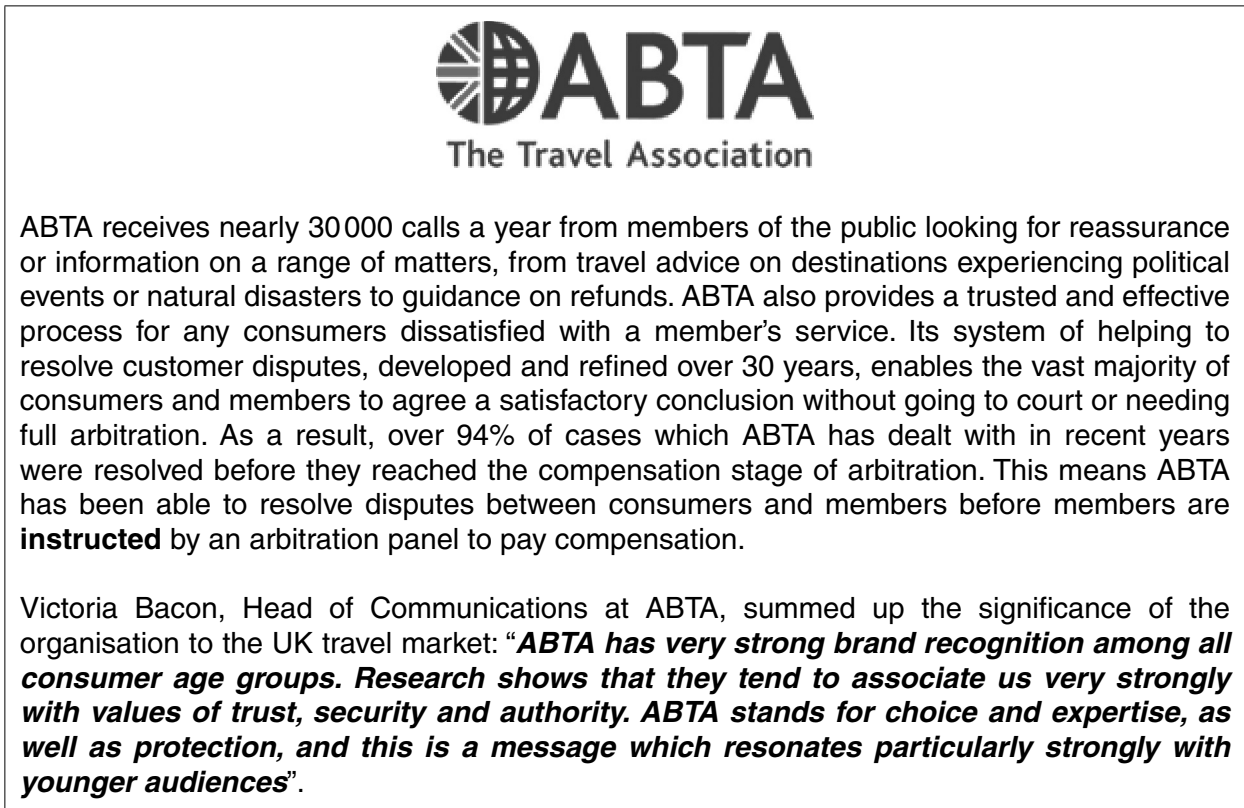 ABTA
The Travel Association
ABTA receives nearly 30 000 calls a year from members of the public looking for reassurance
or information on a range of matters, from travel advice on destinations experiencing political
events or natural disasters to guidance on refunds. ABTA also provides a trusted and effective
process for any consumers dissatisfied with a member’s service. Its system of helping to
resolve customer disputes, developed and refined over 30 years, enables the vast majority of
consumers and members to agree a satisfactory conclusion without going to court or needing
full arbitration. As a result, over 94% of cases which ABTA has dealt with in recent years
were resolved before they reached the compensation stage of arbitration. This means ABTA
has been able to resolve disputes between consumers and members before members are
instructed by an arbitration panel to pay compensation.
Victoria Bacon, Head of Communications at ABTA, summed up the significance of the
organisation to the UK travel market: “ABTA has very strong brand recognition among all
consumer age groups. Research shows that they tend to associate us very strongly
with values of trust, security and authority. ABTA stands for choice and expertise, as
well as protection, and this is a message which resonates particularly strongly with
younger audiences”.